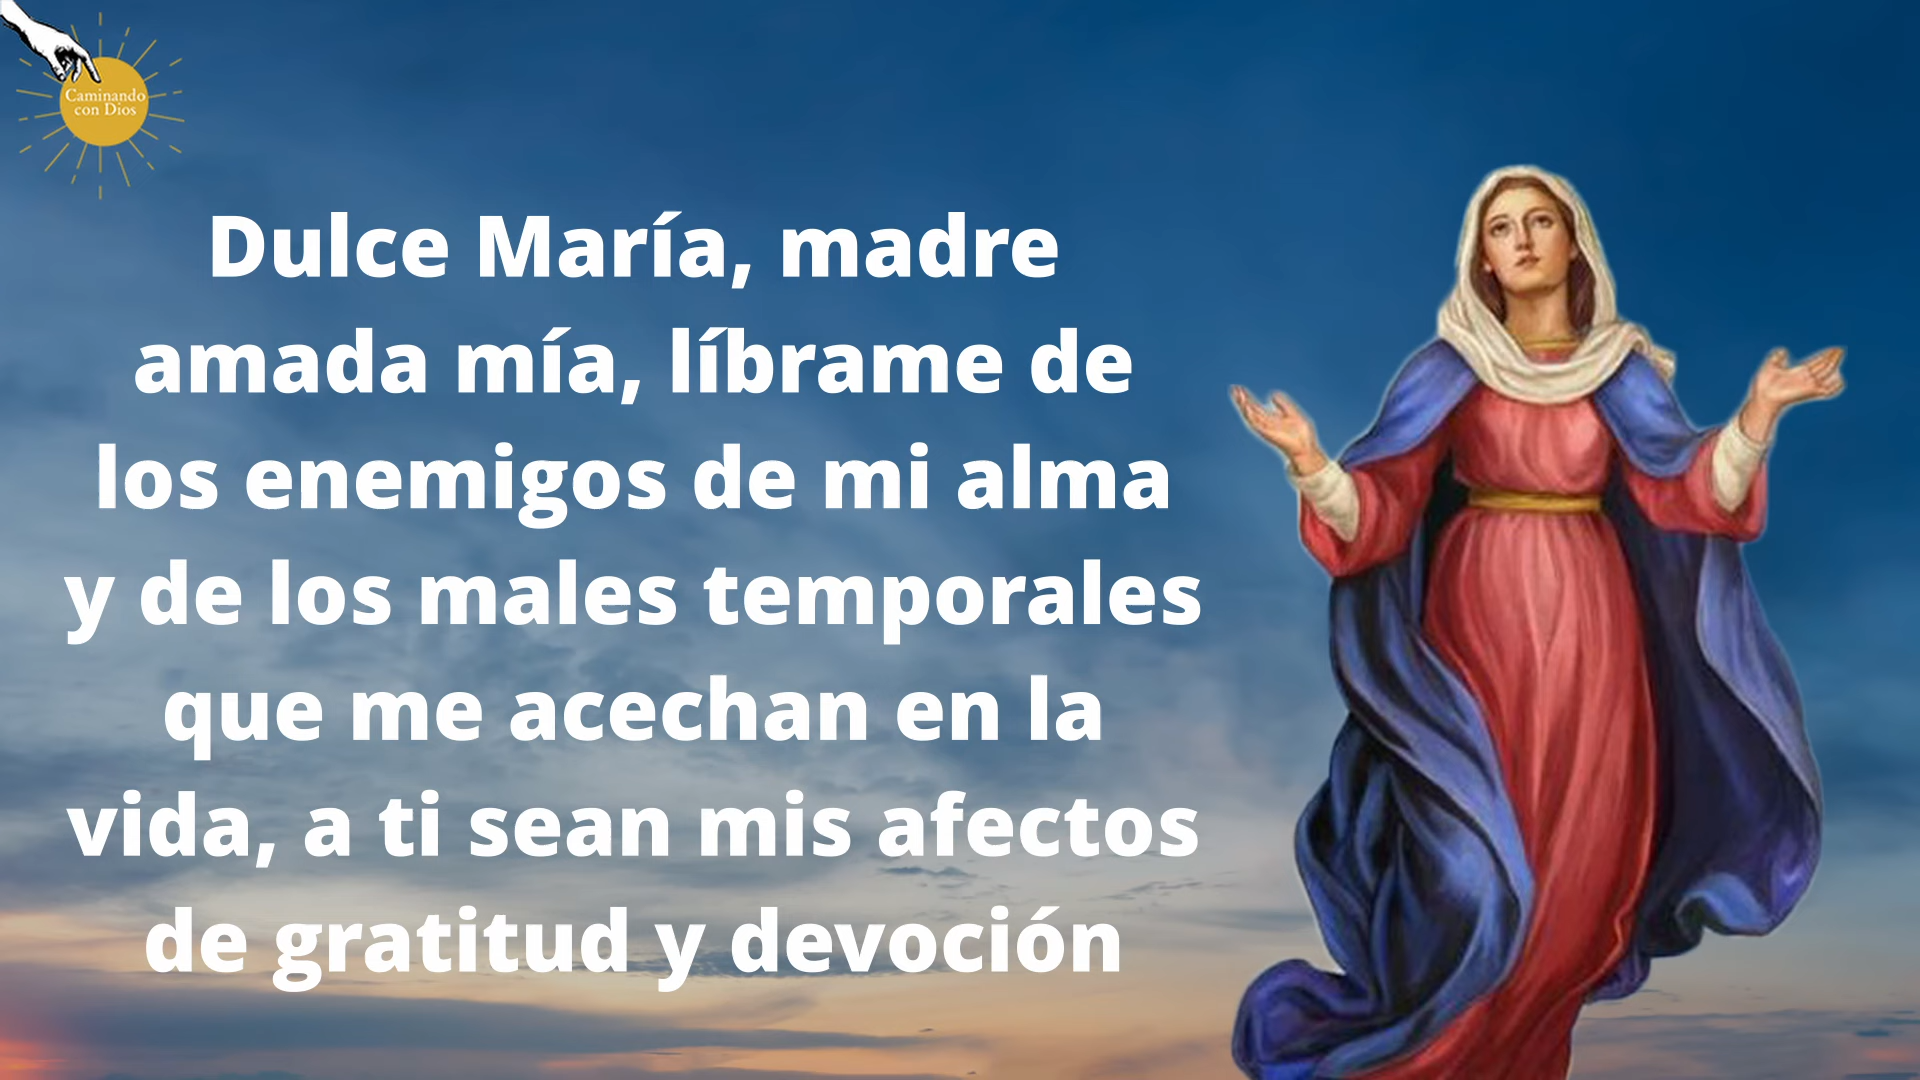 Caminando
con Dios
Dulce María, madre
amada mía, líbrame de
los enemigos de mi alma
y de los males temporales
que me acechan en la
vida, a ti sean mis afectos
de gratitud y devoción